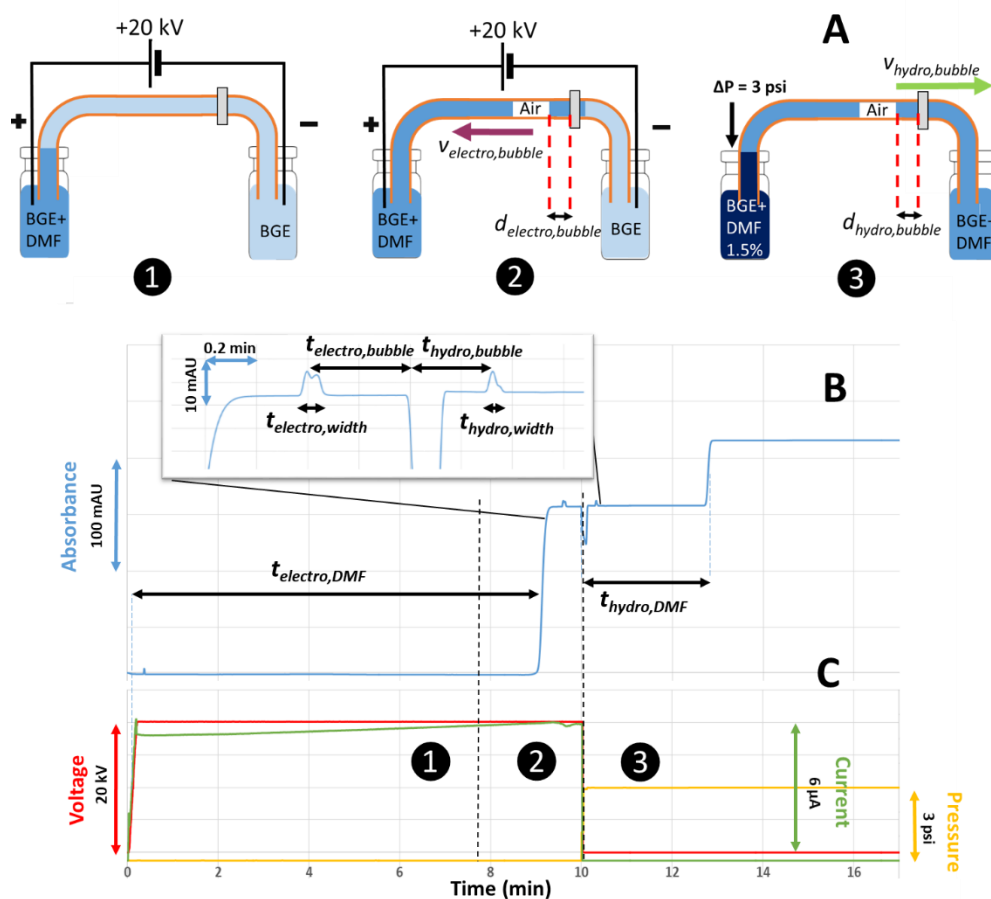 +20 kV
+20 kV
A
v_hydro,bubble
ΔP = 3 psi
+
−
Air
+
−
Air
v_electro,bubble
BGE+
DMF
BGE
BGE+
DMF
d_electro,bubble
BGE
BGE+
DMF
1.5%
d_hydro,bubble
BGE+
DMF
1
2
3
0.2 min
t_electro,bubble
t_hydro,bubble
B
10 mAU
t_electro,width
t_hydro,width
Absorbance
100 mAU
t_electro,DMF
t_hydro,DMF
C
Voltage
20 kV
1
2
3
6 µA
Current
3 psi
Pressure
0
2
4
6
8
10
12
14
16
Time (min)